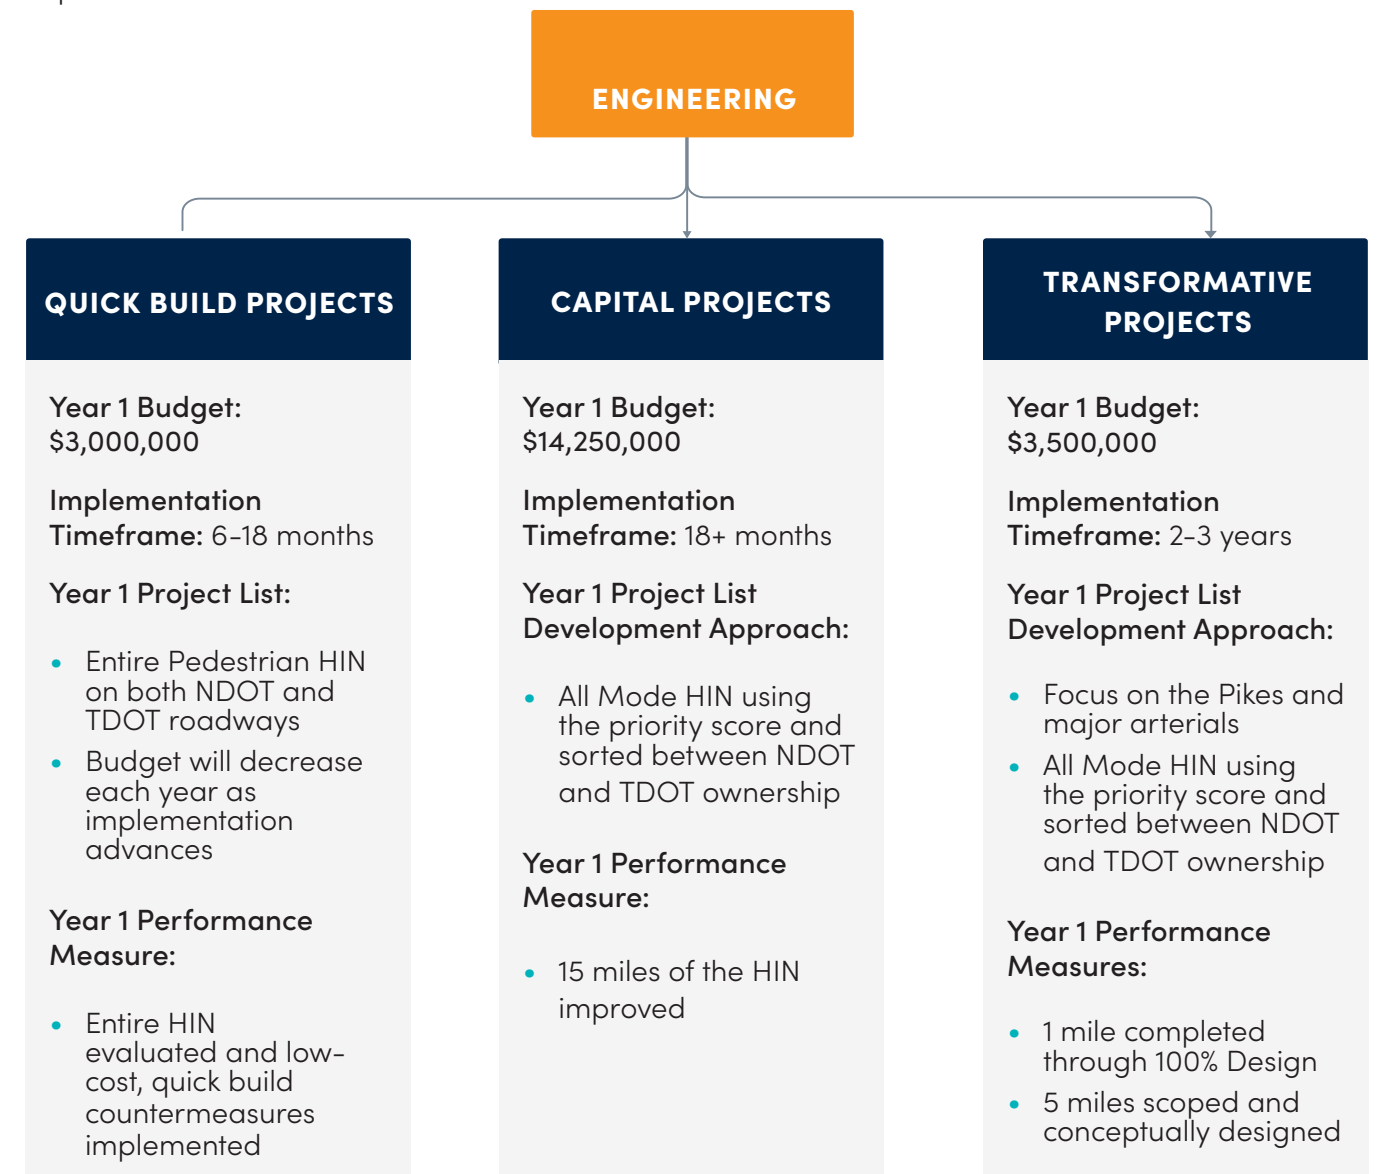 ENGINEERING
QUICK BUILD PROJECTS
Year 1 Budget:
$3,000,000
Implementation
Timeframe: 6-18 months
Year 1 Project List:
• Entire Pedestrian HIN
on both NDOT and
TDOT roadways
• Budget will decrease
each year as
implementation
advances
Year 1 Performance
Measure:
• Entire HIN
evaluated and low-
cost, quick build
countermeasures
implemented
CAPITAL PROJECTS
Year 1 Budget:
$14,250,000
Implementation
Timeframe: 18+ months
Year 1 Project List
Development Approach:
• All Mode HIN using
the priority score and
sorted between NDOT
and TDOT ownership
Year 1 Performance
Measure:
• 15 miles of the HIN
improved
TRANSFORMATIVE
PROJECTS
Year 1 Budget:
$3,500,000
Implementation
Timeframe: 2-3 years
Year 1 Project List
Development Approach:
• Focus on the Pikes and
major arterials
• All Mode HIN using
the priority score and
sorted between NDOT
and TDOT ownership
Year 1 Performance
Measures:
• 1 mile completed
through 100% Design
• 5 miles scoped and
conceptually designed